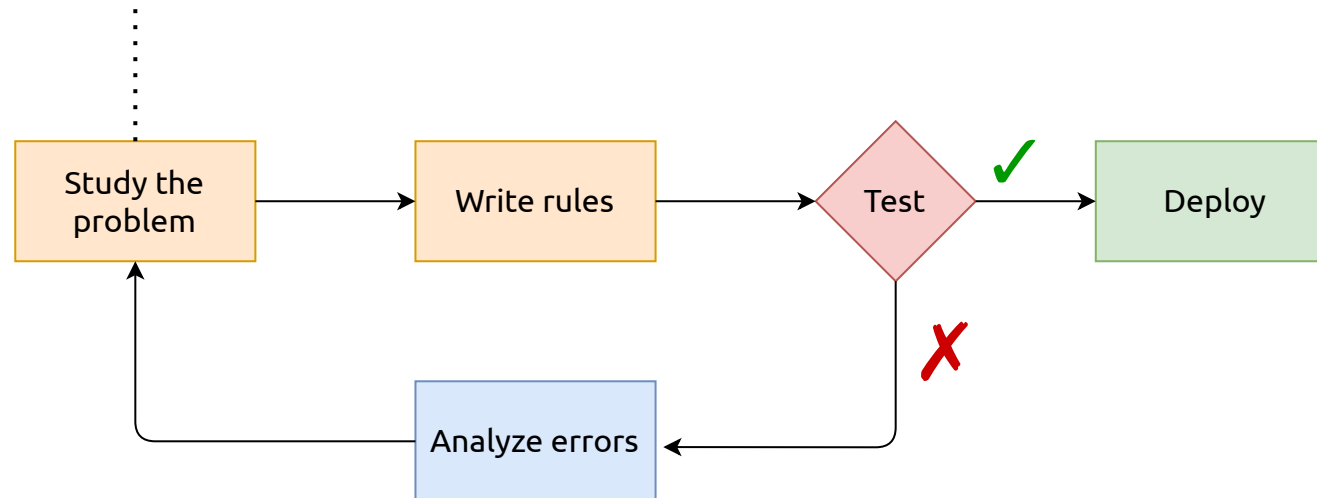 Study the
problem
Write rules
Test
Deploy
Analyze errors